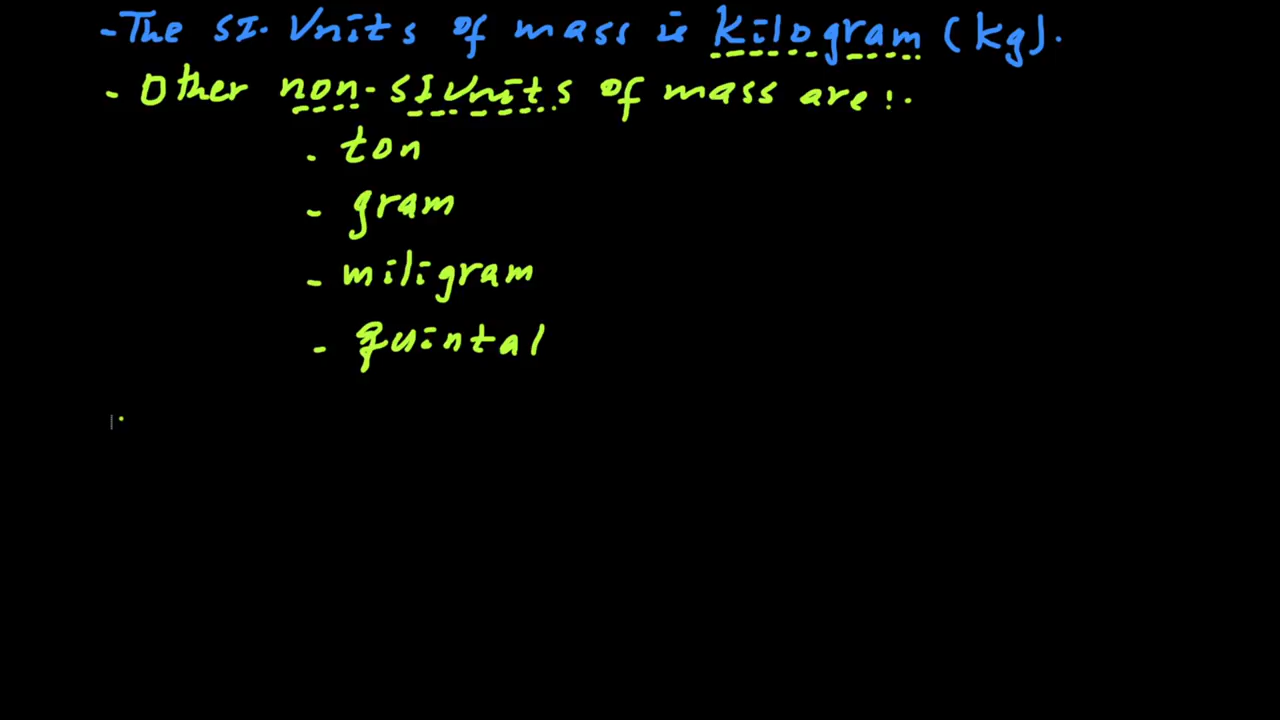 -The SI. Units of mass is kilogram (kg).
- Other non-SI Units of mass are:.
- ton
- gram
- miligram
- quintal